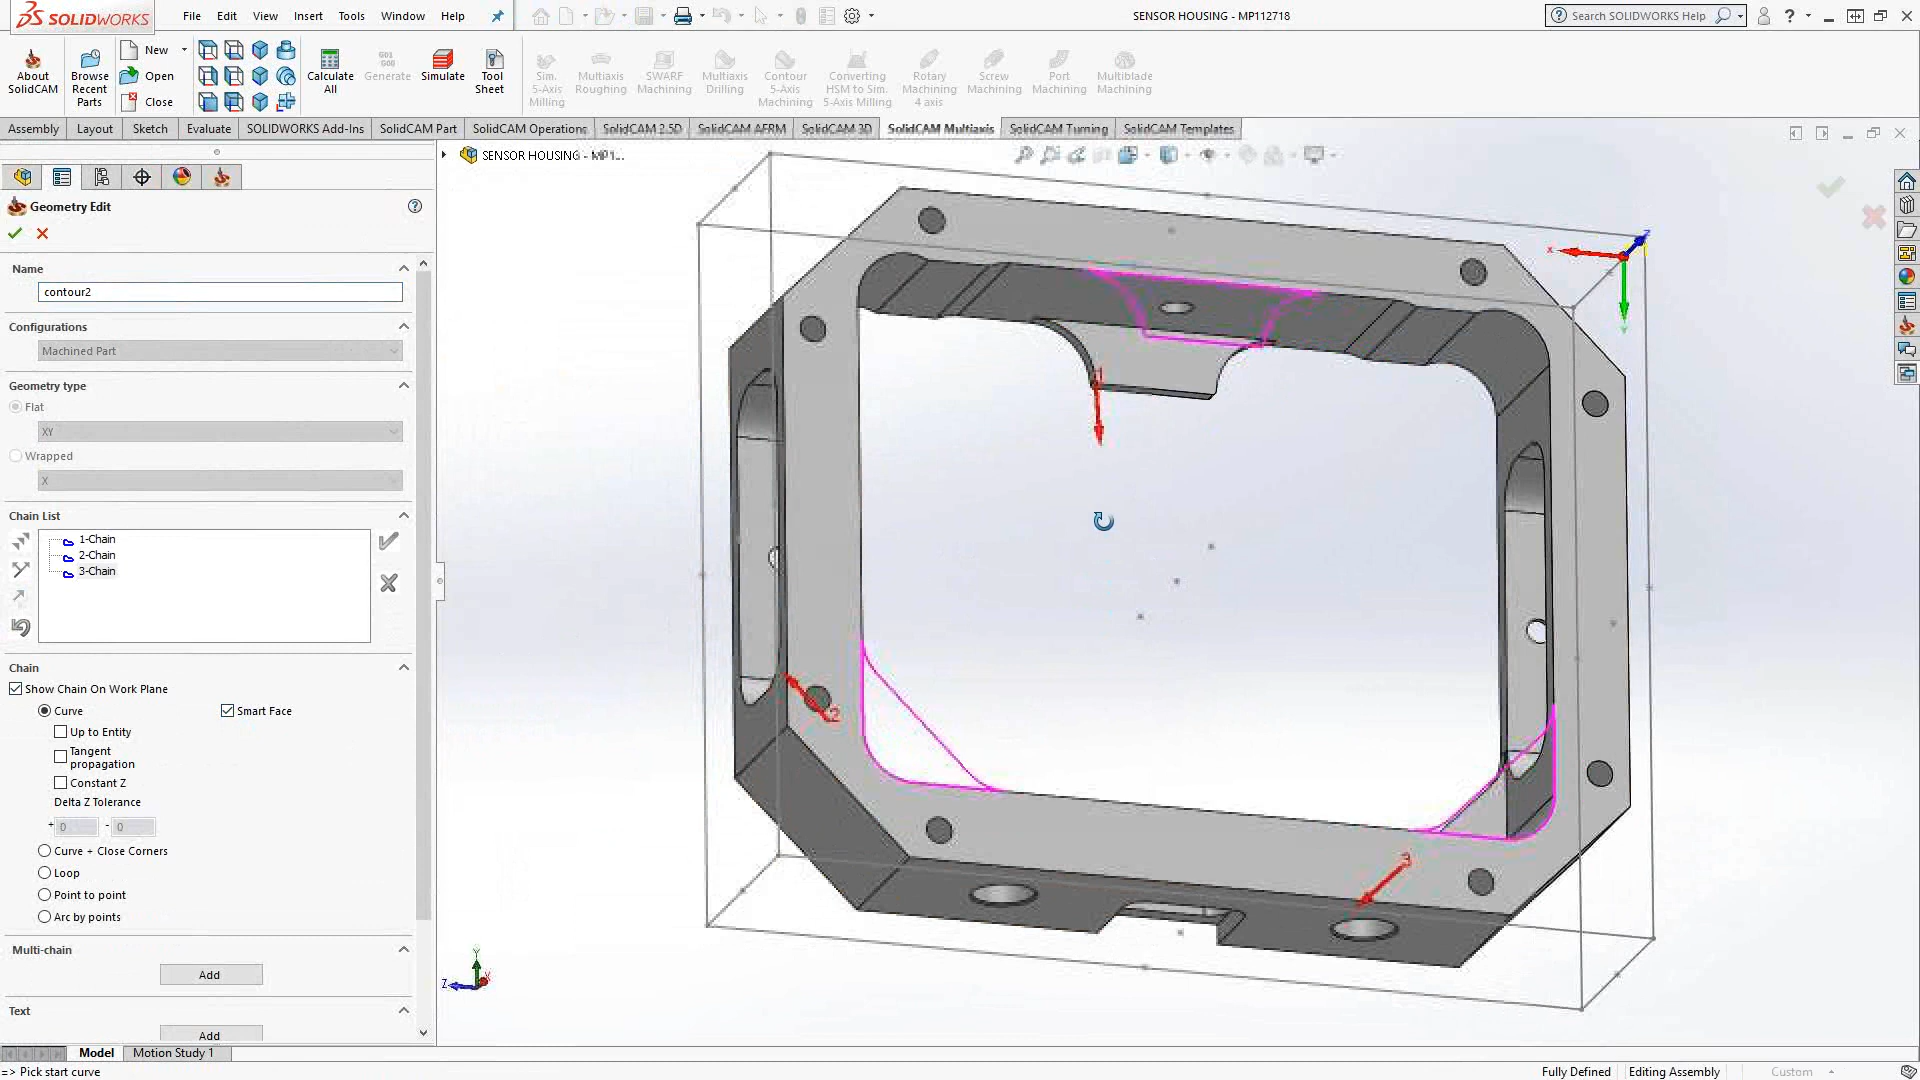 SOLIDWORKS
File Edit View Insert Tools Window Help
SENSOR HOUSING - MP112718
Search SOLIDWORKS Help
About SolidCAM
Browse Recent Parts
New
Open
Close
Calculate All
G01 G00
Generate
Simulate
Tool Sheet
Sim. 5-Axis Milling
Multiaxis Roughing
SWARF Machining
Multiaxis Drilling
Contour 5-Axis Machining
Converting HSM to Sim. 5-Axis Milling
Rotary Machining 4 axis
Screw Machining
Port Machining
Multiblade Machining
Assembly Layout Sketch Evaluate SOLIDWORKS Add-Ins SolidCAM Part SolidCAM Operations SolidCAM 2.5D SolidCAM AFRM SolidCAM 3D SolidCAM Multiaxis SolidCAM Turning SolidCAM Templates
SENSOR HOUSING - MP1...
Geometry Edit
Name
contour2
Configurations
Machined Part
Geometry type
Flat
XY
Wrapped
X
Chain List
1-Chain
2-Chain
3-Chain
Chain
Show Chain On Work Plane
Curve
Smart Face
Up to Entity
Tangent propagation
Constant Z
Delta Z Tolerance
+ 0 - 0
Curve + Close Corners
Loop
Point to point
Arc by points
Multi-chain
Add
Text
Add
X
Z
Y
1
2
3
Y
Z
X
Model Motion Study 1
=> Pick start curve
Fully Defined Editing Assembly Custom